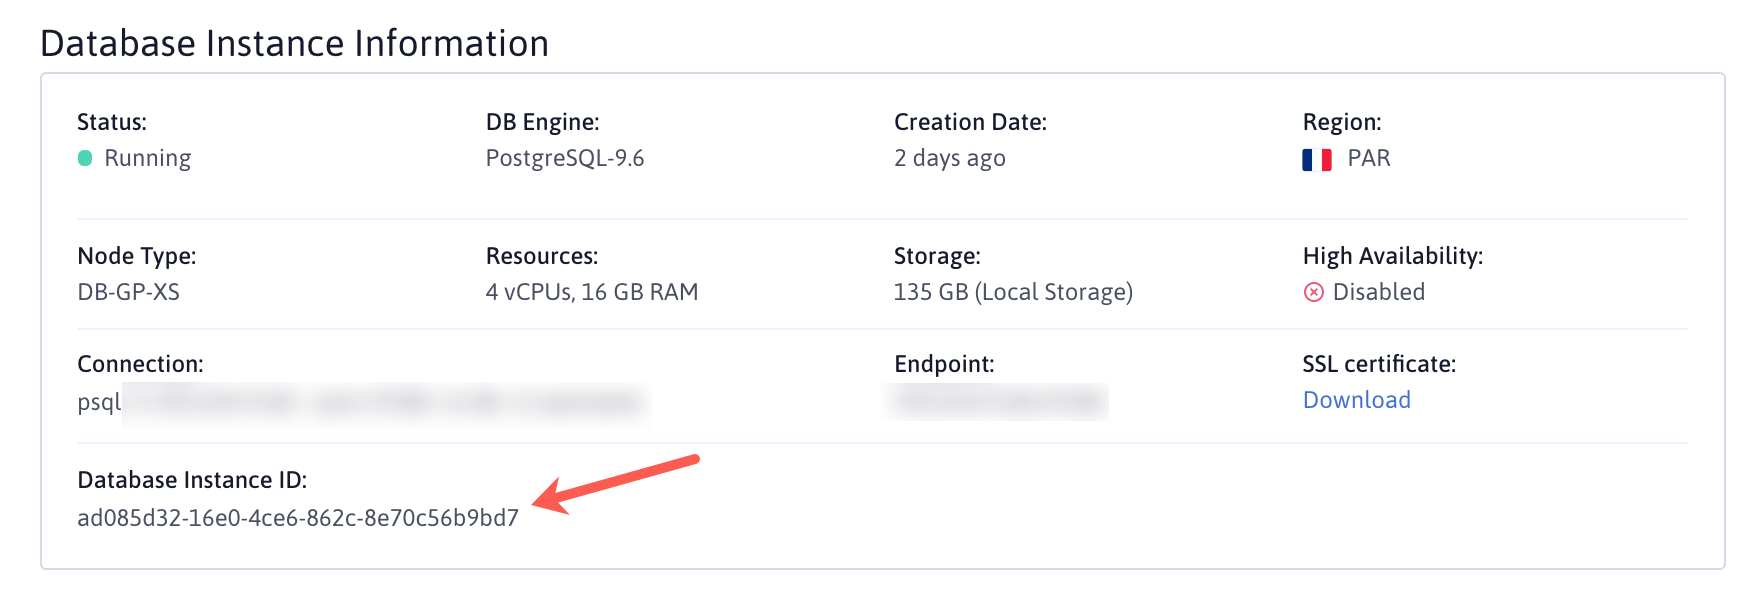 Database Instance Information
Status: DB Engine: Creation Date: Region:
Running PostgreSQL-9.6 2 days ago PAR
Node Type: Resources: Storage: High Availability:
DB-GP-XS 4 vCPUs, 16 GB RAM 135 GB (Local Storage) Disabled
Connection: Endpoint: SSL certificate:
psql Download
Database Instance ID:
ad085d32-16e0-4ce6-862c-8e70c56b9bd7